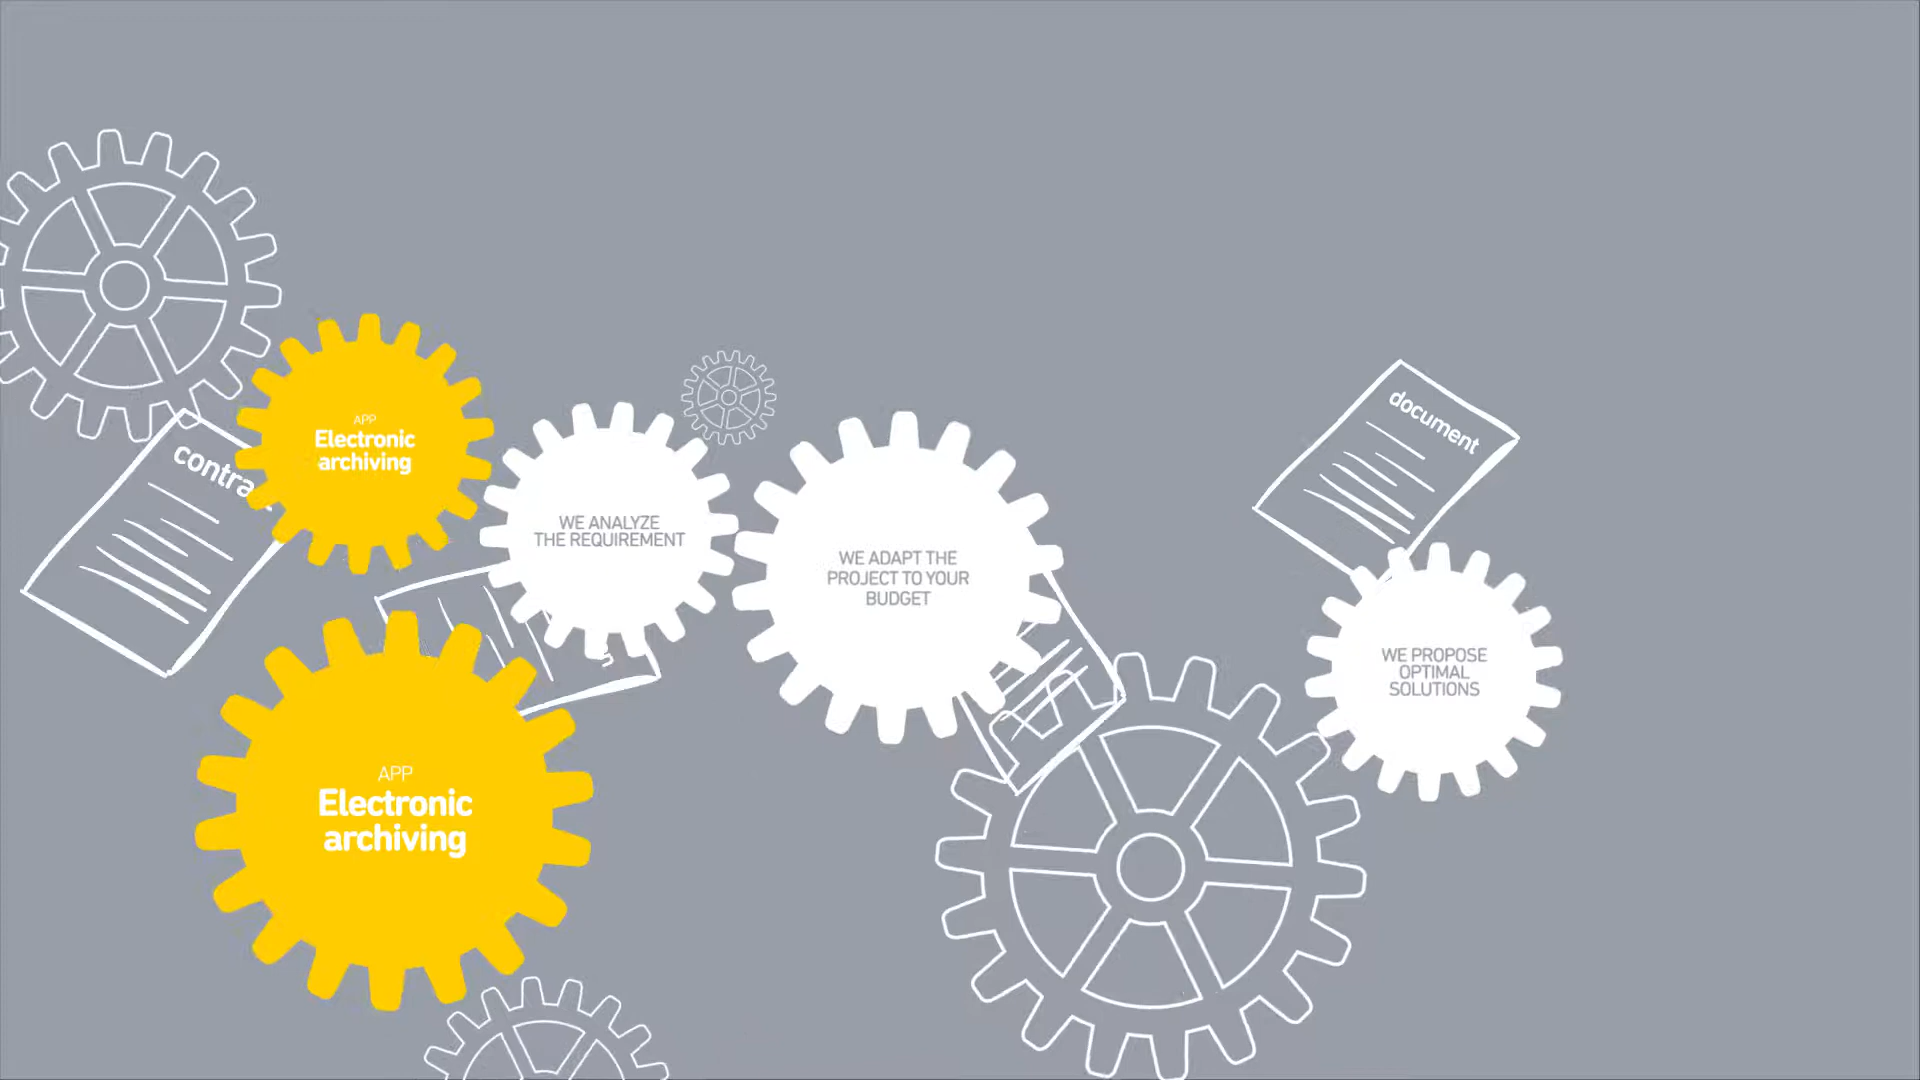 document
APP
Electronic
archiving
contra
WE ANALYZE
THE REQUIREMENT
WE ADAPT THE
PROJECT TO YOUR
BUDGET
WE PROPOSE
OPTIMAL
SOLUTIONS
APP
Electronic
archiving